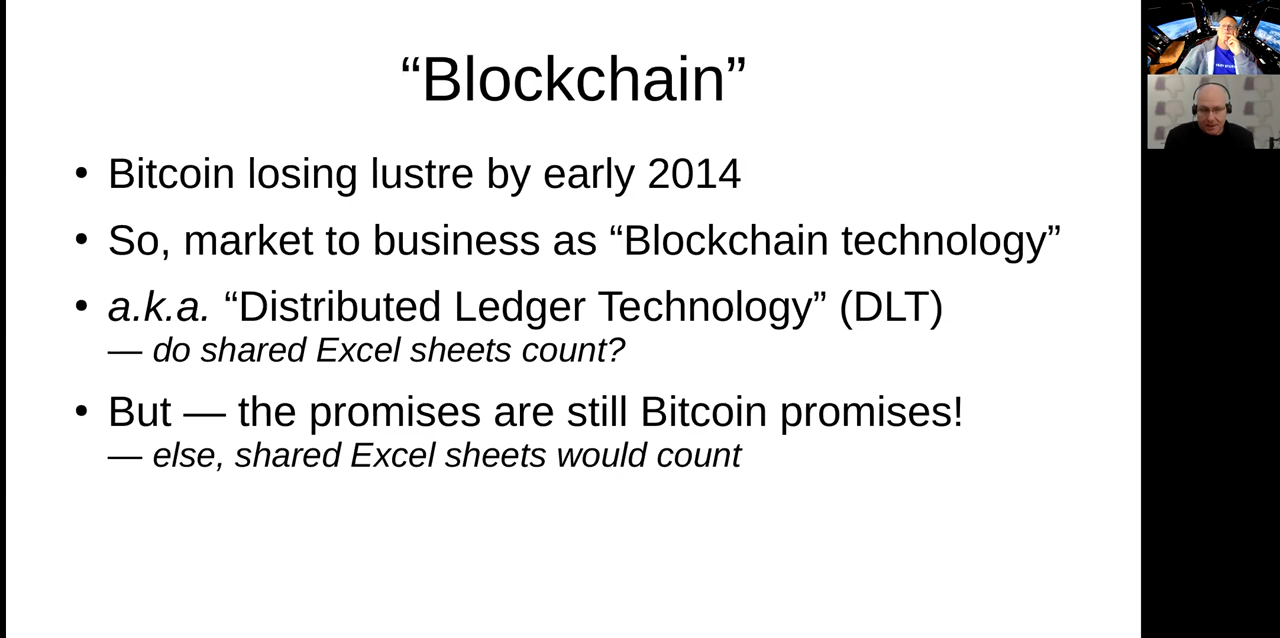 “Blockchain”
• Bitcoin losing lustre by early 2014
• So, market to business as “Blockchain technology”
• a.k.a. “Distributed Ledger Technology” (DLT)
— do shared Excel sheets count?
• But — the promises are still Bitcoin promises!
— else, shared Excel sheets would count